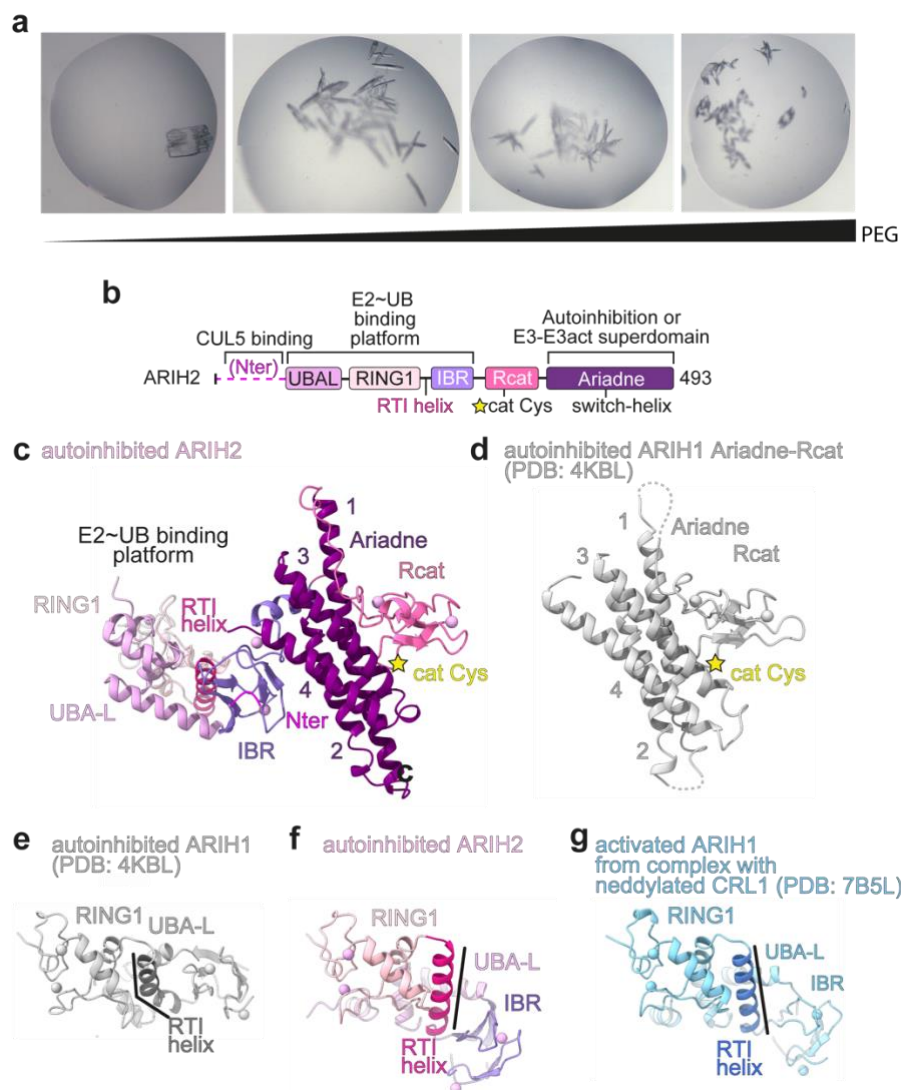 a
PEG
b
E2~UB
binding
platform
Autoinhibition or
E3-E3act superdomain
CUL5 binding
(Nter)
ARIH2
UBAL
RING1
IBR
Rcat
Ariadne
493
RTI helix
cat Cys
switch-helix
c autoinhibited ARIH2
E2~UB binding
platform
RING1
RTI
helix
UBA-L
IBR
Nter
1
3
Ariadne
Rcat
cat Cys
4
2
C
d autoinhibited ARIH1 Ariadne-Rcat
(PDB: 4KBL)
1
Ariadne
3
Rcat
cat Cys
4
2
e autoinhibited ARIH1
(PDB: 4KBL)
RING1
UBA-L
RTI
helix
f autoinhibited ARIH2
RING1
UBA-L
IBR
RTI
helix
g activated ARIH1
from complex with
neddylated CRL1 (PDB: 7B5L)
RING1
UBA-L
IBR
RTI
helix